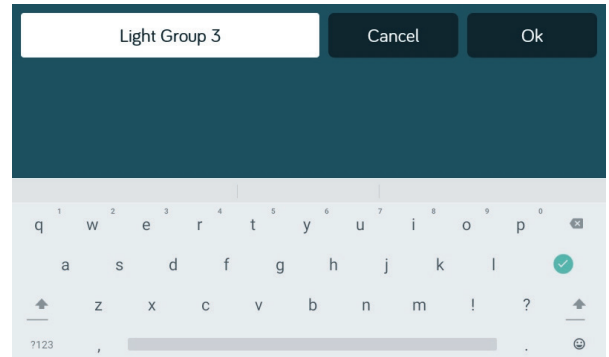 Light Group 3 Cancel Ok
1 2 3 4 5 6 7 8 9 0
q w e r t y u i o p
a s d f g h j k l
z x c v b n m ! ?
?123 , .